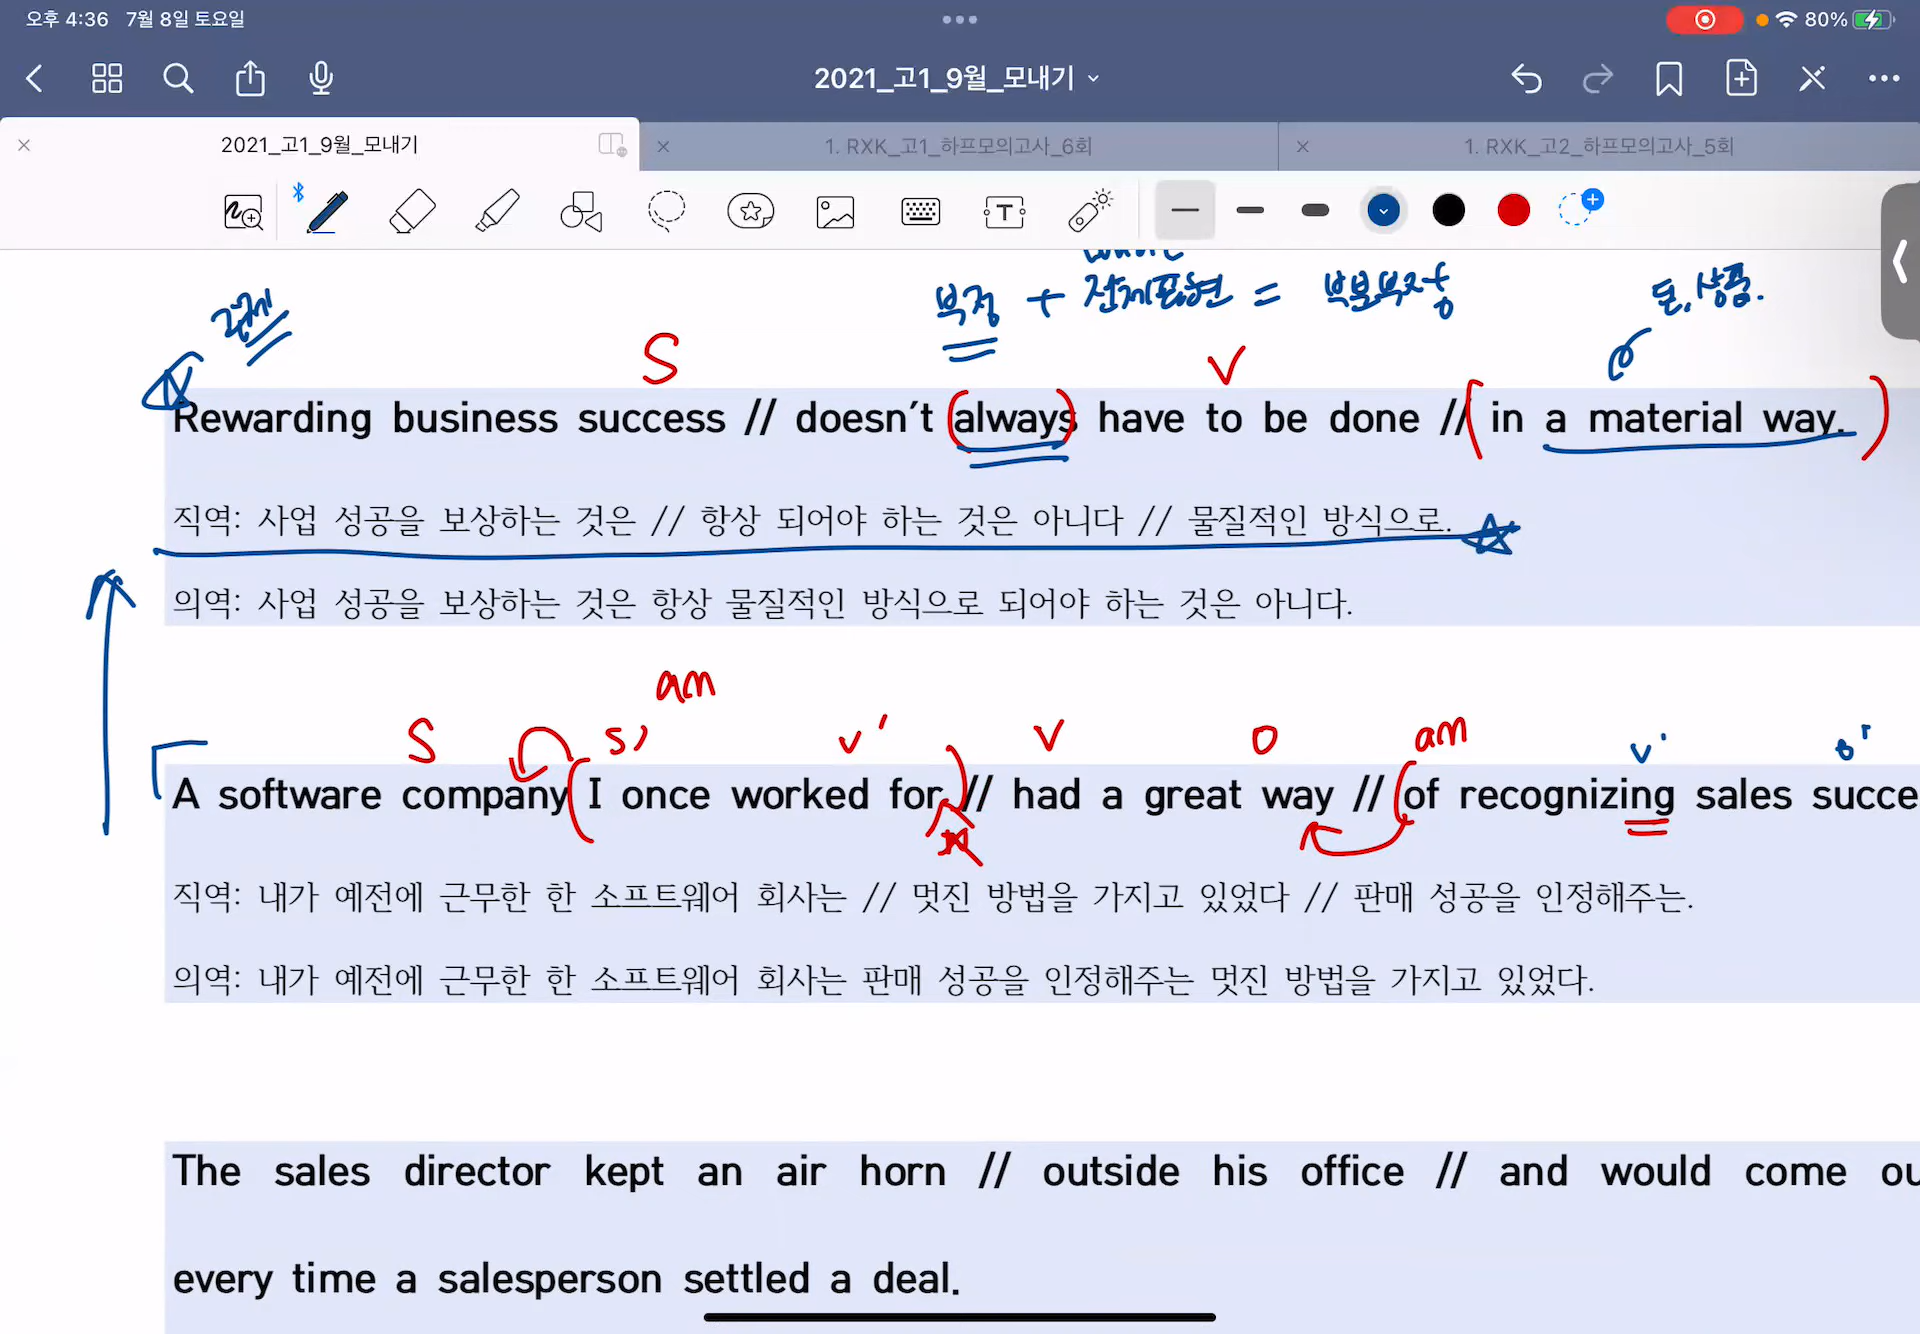 오후 4:36 7월 8일 토요일
80%
2021_고1_9월_모내기
2021_고1_9월_모내기
1. RXK_고1_하프모의고사_6회
1. RXK_고2_하프모의고사_5회
부정 + 전체표현 = 부분부정
돈, 상품.
S V
Rewarding business success // doesn't (always) have to be done // (in a material way.)
직역: 사업 성공을 보상하는 것은 // 항상 되어야 하는 것은 아니다 // 물질적인 방식으로.
의역: 사업 성공을 보상하는 것은 항상 물질적인 방식으로 되어야 하는 것은 아니다.
am
S s' v' V O am v' o'
A software company (I once worked for) // had a great way // (of recognizing sales succe
직역: 내가 예전에 근무한 한 소프트웨어 회사는 // 멋진 방법을 가지고 있었다 // 판매 성공을 인정해주는.
의역: 내가 예전에 근무한 한 소프트웨어 회사는 판매 성공을 인정해주는 멋진 방법을 가지고 있었다.
The sales director kept an air horn // outside his office // and would come ou
every time a salesperson settled a deal.